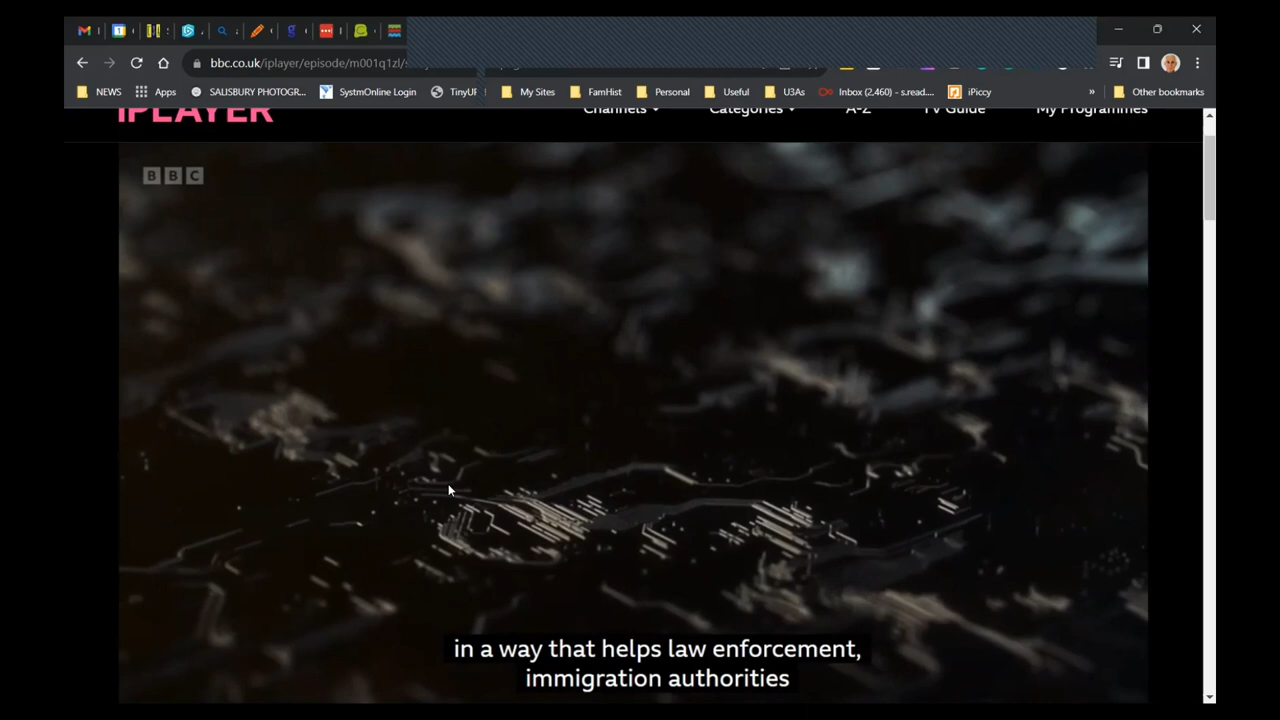 bbc.co.uk/iplayer/episode/m001q1zl/
NEWS Apps SALISBURY PHOTOGR... SystmOnline Login My Sites FamHist Personal Useful U3As Inbox (2,460) - s.read.... iPiccy » Other bookmarks
iPLAYER Channels Categories A-Z TV Guide My Programmes
BBC
in a way that helps law enforcement,
immigration authorities